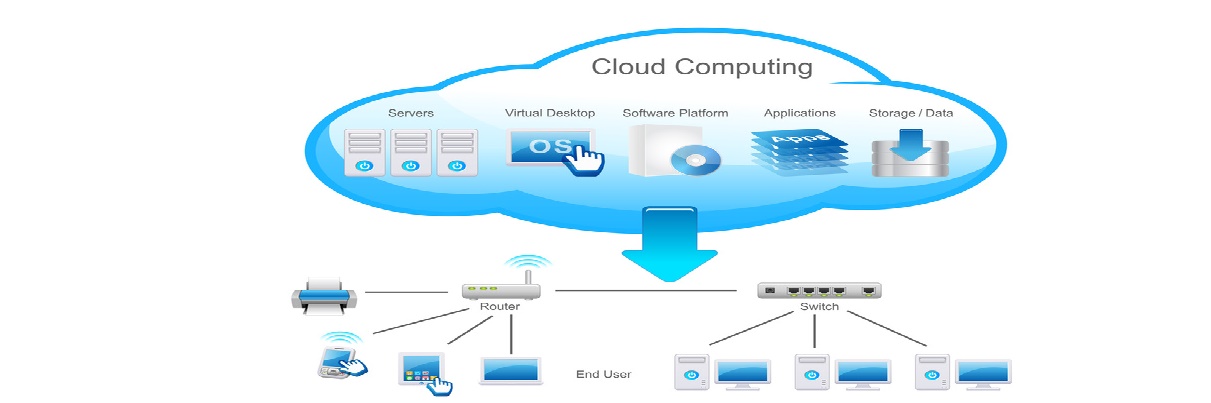 Cloud Computing
Servers
Virtual Desktop
Software Platform
Applications
Storage / Data
OS
Apps
Router
Switch
End User